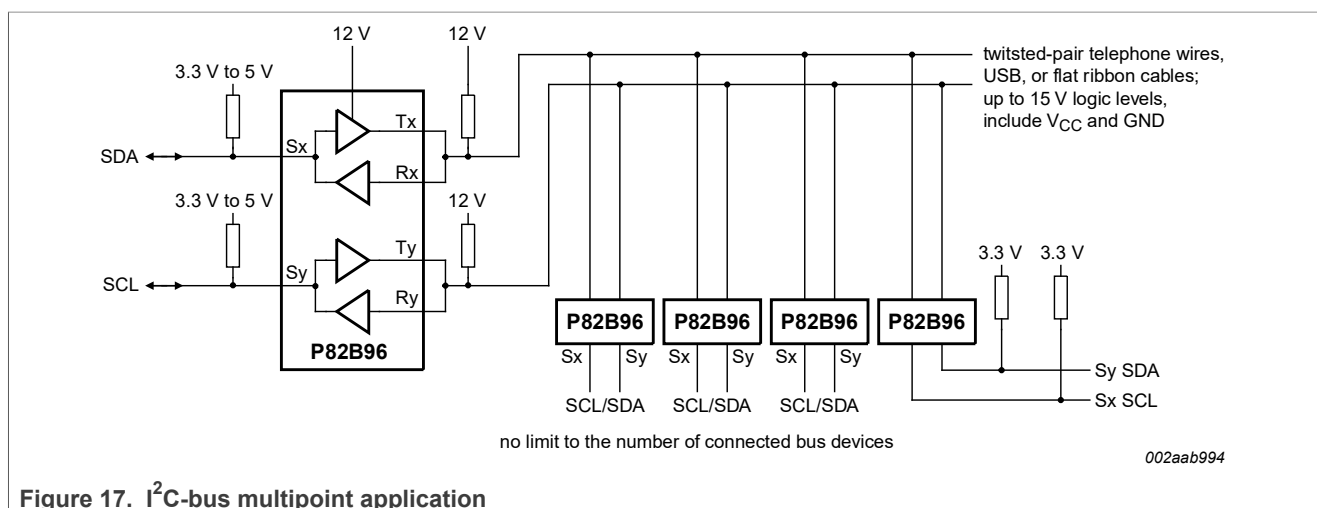 12 V
12 V
3.3 V to 5 V
twitsted-pair telephone wires,
USB, or flat ribbon cables;
up to 15 V logic levels,
include VCC and GND
Tx
Sx
SDA
Rx
3.3 V to 5 V
12 V
Ty
Sy
SCL
Ry
P82B96
3.3 V
3.3 V
P82B96
P82B96
P82B96
P82B96
Sx
Sy
Sx
Sy
Sx
Sy
Sy SDA
Sx SCL
SCL/SDA
SCL/SDA
SCL/SDA
no limit to the number of connected bus devices
002aab994
Figure 17. I²C-bus multipoint application